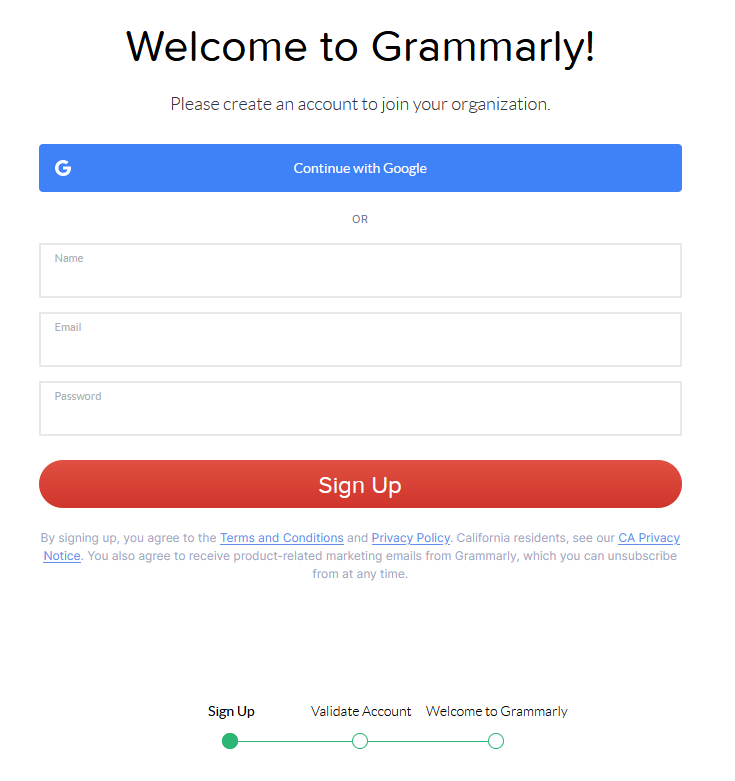 Welcome to Grammarly!
Please create an account to join your organization.
G
Continue with Google
OR
Name
Email
Password
Sign Up
By signing up, you agree to the Terms and Conditions and Privacy Policy. California residents, see our CA Privacy
Notice. You also agree to receive product-related marketing emails from Grammarly, which you can unsubscribe
from at any time.
Sign Up Validate Account Welcome to Grammarly